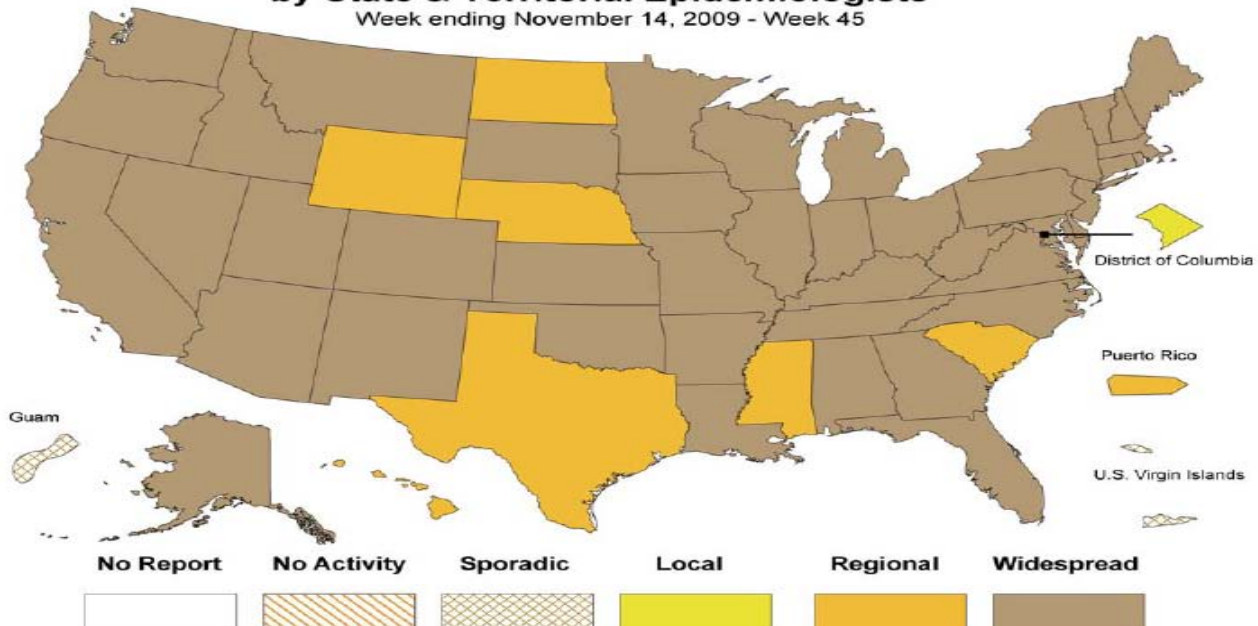 by State & Territorial Epidemiologists
Week ending November 14, 2009 - Week 45
District of Columbia
Puerto Rico
Guam
U.S. Virgin Islands
No Report
No Activity
Sporadic
Local
Regional
Widespread